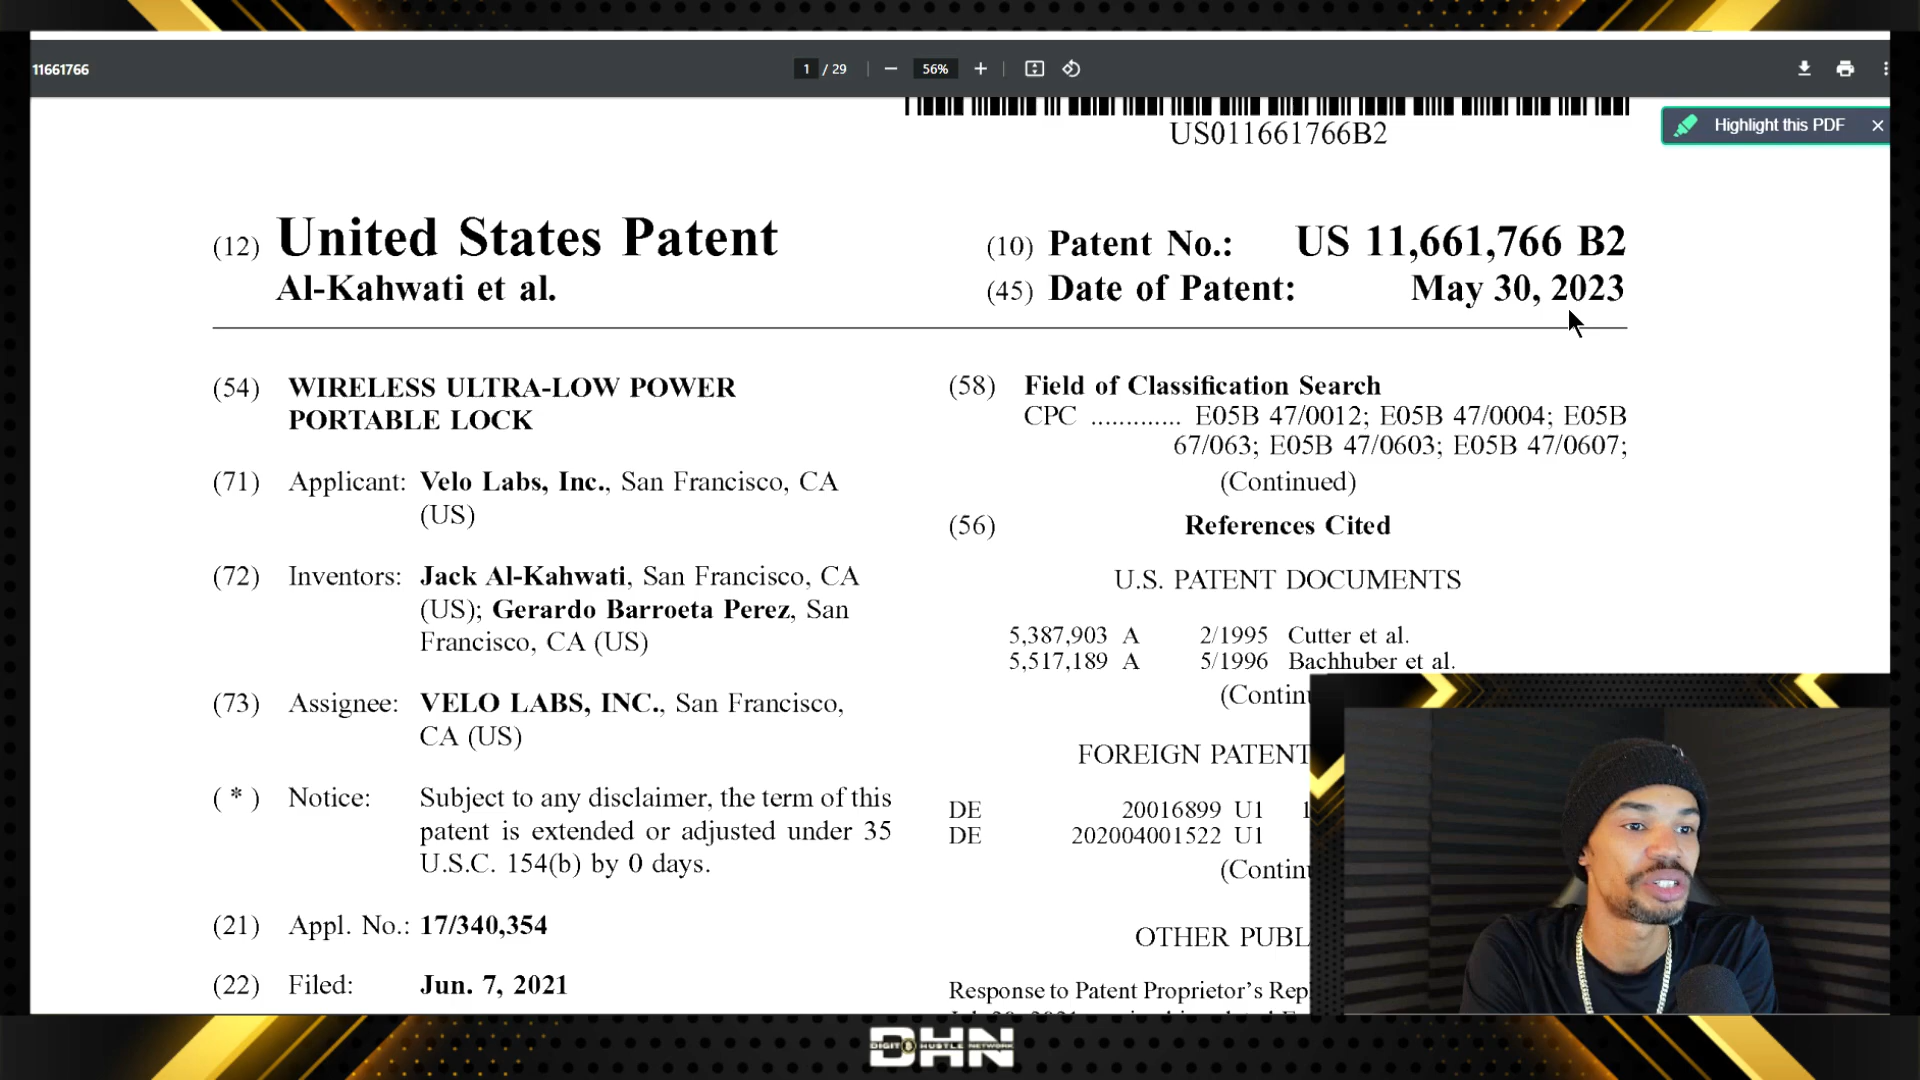 11661766
1 / 29
56%
Highlight this PDF
US011661766B2
(12) United States Patent
Al-Kahwati et al.
(10) Patent No.: US 11,661,766 B2
(45) Date of Patent: May 30, 2023
(54) WIRELESS ULTRA-LOW POWER
PORTABLE LOCK
(71) Applicant: Velo Labs, Inc., San Francisco, CA
(US)
(72) Inventors: Jack Al-Kahwati, San Francisco, CA
(US); Gerardo Barroeta Perez, San
Francisco, CA (US)
(73) Assignee: VELO LABS, INC., San Francisco,
CA (US)
( * ) Notice: Subject to any disclaimer, the term of this
patent is extended or adjusted under 35
U.S.C. 154(b) by 0 days.
(21) Appl. No.: 17/340,354
(22) Filed: Jun. 7, 2021
(58) Field of Classification Search
CPC ............. E05B 47/0012; E05B 47/0004; E05B
67/063; E05B 47/0603; E05B 47/0607;
(Continued)
(56) References Cited
U.S. PATENT DOCUMENTS
5,387,903 A 2/1995 Cutter et al.
5,517,189 A 5/1996 Bachhuber et al.
(Continu
FOREIGN PATENT
DE 20016899 U1 1
DE 202004001522 U1
(Continu
OTHER PUBL
Response to Patent Proprietor's Rep
DHN
DIGIT HUSTLE NETWORK